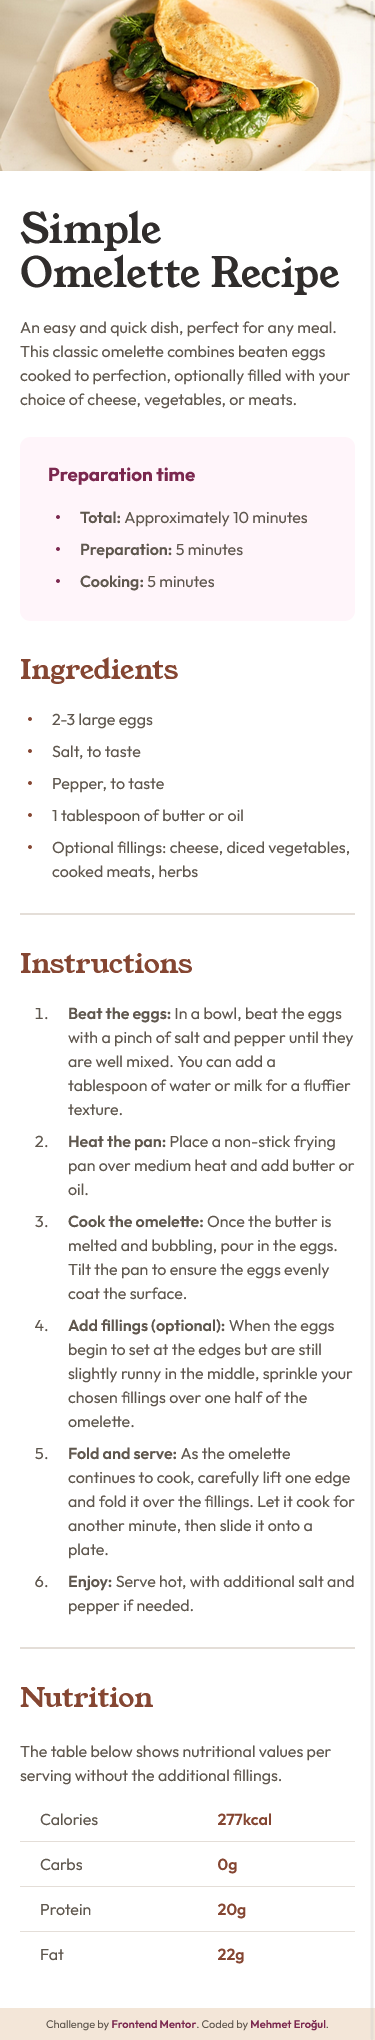 Simple
Omelette Recipe
An easy and quick dish, perfect for any meal.
This classic omelette combines beaten eggs
cooked to perfection, optionally filled with your
choice of cheese, vegetables, or meats.
Preparation time
• Total: Approximately 10 minutes
• Preparation: 5 minutes
• Cooking: 5 minutes
Ingredients
• 2-3 large eggs
• Salt, to taste
• Pepper, to taste
• 1 tablespoon of butter or oil
• Optional fillings: cheese, diced vegetables,
cooked meats, herbs
Instructions
1. Beat the eggs: In a bowl, beat the eggs
with a pinch of salt and pepper until they
are well mixed. You can add a
tablespoon of water or milk for a fluffier
texture.
2. Heat the pan: Place a non-stick frying
pan over medium heat and add butter or
oil.
3. Cook the omelette: Once the butter is
melted and bubbling, pour in the eggs.
Tilt the pan to ensure the eggs evenly
coat the surface.
4. Add fillings (optional): When the eggs
begin to set at the edges but are still
slightly runny in the middle, sprinkle your
chosen fillings over one half of the
omelette.
5. Fold and serve: As the omelette
continues to cook, carefully lift one edge
and fold it over the fillings. Let it cook for
another minute, then slide it onto a
plate.
6. Enjoy: Serve hot, with additional salt and
pepper if needed.
Nutrition
The table below shows nutritional values per
serving without the additional fillings.
Calories 277kcal
Carbs 0g
Protein 20g
Fat 22g
Challenge by Frontend Mentor. Coded by Mehmet Eroğul.